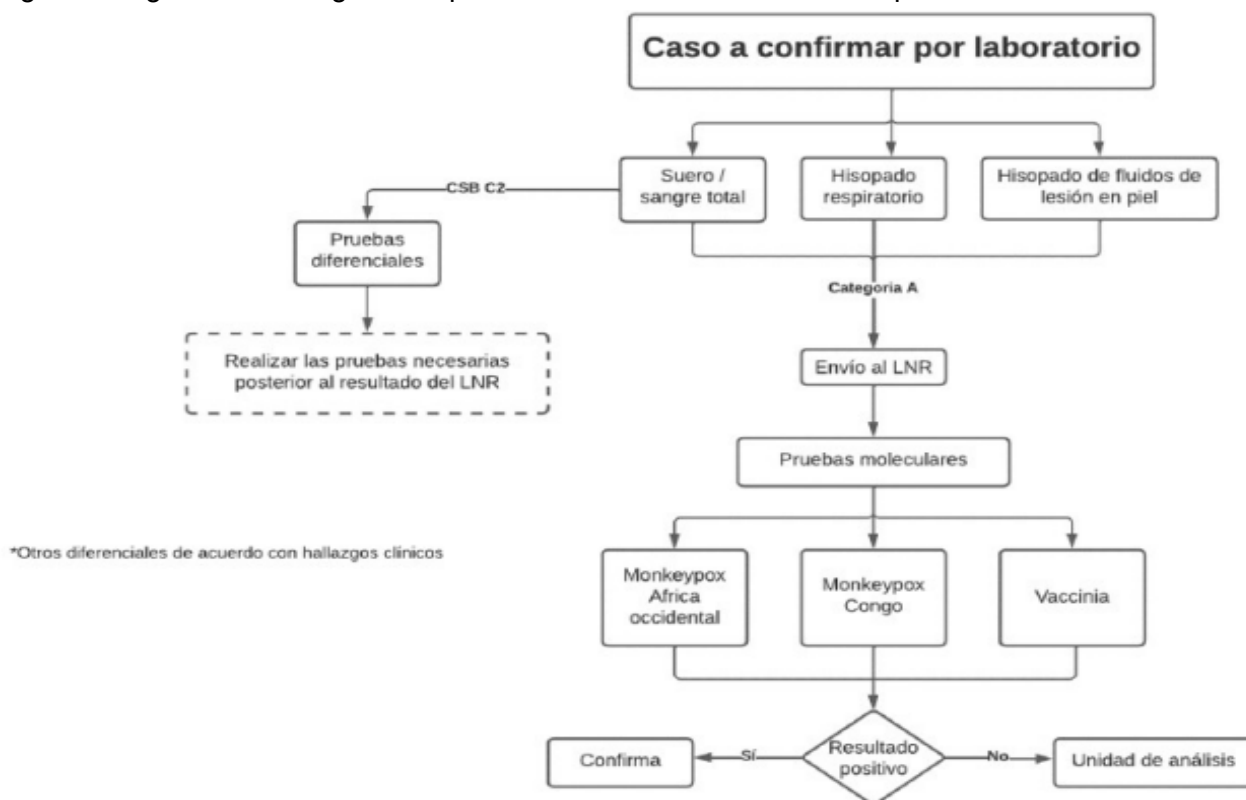 Caso a confirmar por laboratorio
Suero /
sangre total
Hisopado
respiratorio
Hisopado de fluidos de
lesión en piel
CSB C2
Pruebas
diferenciales
Categoria A
Realizar las pruebas necesarias
posterior al resultado del LNR
Envío al LNR
Pruebas moleculares
*Otros diferenciales de acuerdo con hallazgos clínicos
Monkeypox
Africa
occidental
Monkeypox
Congo
Vaccinia
Confirma
Sí
Resultado
positivo
No
Unidad de análisis